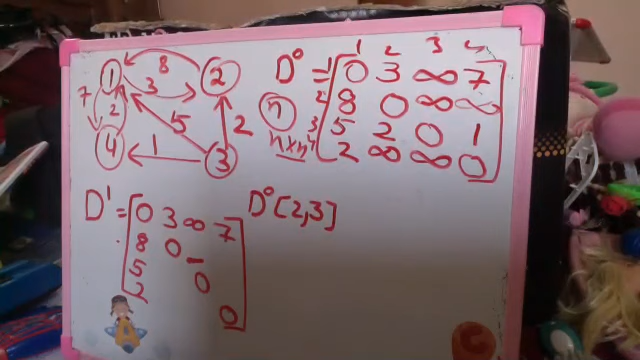 1 8 2
7 2 3
5 2
4 1 3
n
n×n
D⁰ =
1 2 3 4
1 0 3 ∞ 7
2 8 0 ∞ ∞
3 5 2 0 1
4 2 ∞ ∞ 0
D¹ =
0 3 ∞ 7
8 0 _
5 0
2
0
D⁰[2,3]
A
C